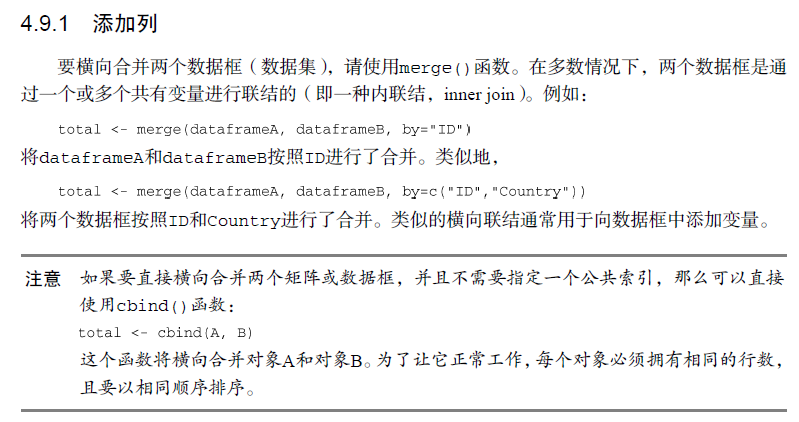 4.9.1 添加列
要横向合并两个数据框（数据集），请使用merge()函数。在多数情况下，两个数据框是通
过一个或多个共有变量进行联结的（即一种内联结，inner join）。例如：
total <- merge(dataframeA, dataframeB, by="ID")
将dataframeA和dataframeB按照ID进行了合并。类似地，
total <- merge(dataframeA, dataframeB, by=c("ID","Country"))
将两个数据框按照ID和Country进行了合并。类似的横向联结通常用于向数据框中添加变量。
注意 如果要直接横向合并两个矩阵或数据框，并且不需要指定一个公共索引，那么可以直接
使用cbind()函数：
total <- cbind(A, B)
这个函数将横向合并对象A和对象B。为了让它正常工作，每个对象必须拥有相同的行数，
且要以相同顺序排序。